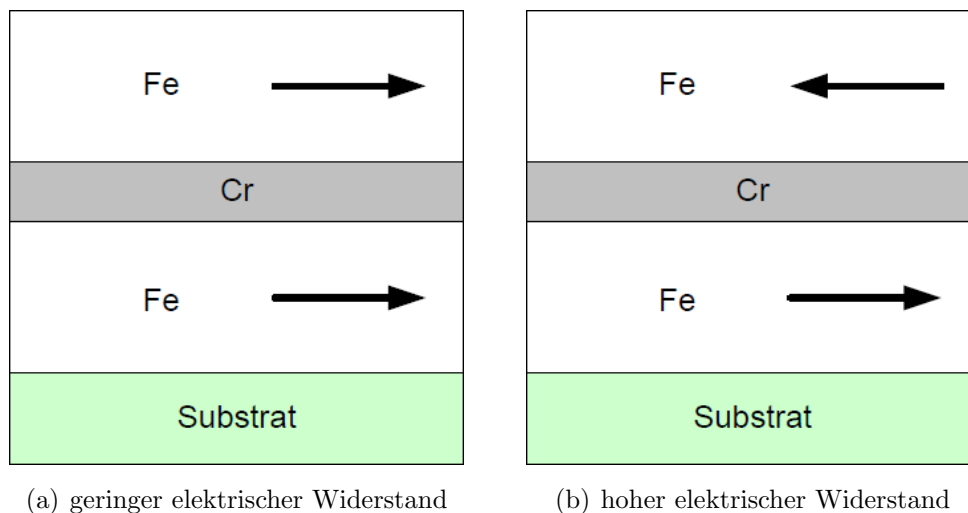 Fe
Cr
Fe
Substrat
(a) geringer elektrischer Widerstand
Fe
Cr
Fe
Substrat
(b) hoher elektrischer Widerstand